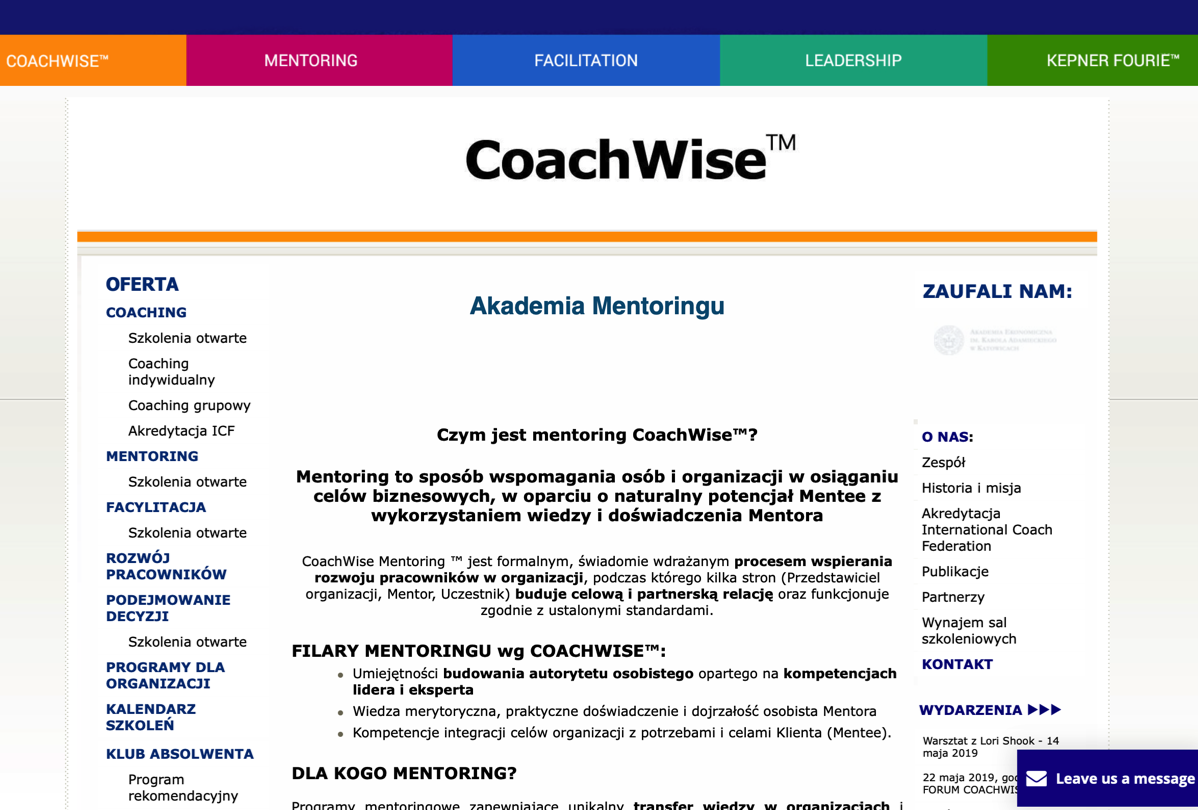 COACHWISE™
MENTORING
FACILITATION
LEADERSHIP
KEPNER FOURIE™
CoachWise™
OFERTA
COACHING
Szkolenia otwarte
Coaching
indywidualny
Coaching grupowy
Akredytacja ICF
MENTORING
Szkolenia otwarte
FACYLITACJA
Szkolenia otwarte
ROZWÓJ
PRACOWNIKÓW
PODEJMOWANIE
DECYZJI
Szkolenia otwarte
PROGRAMY DLA
ORGANIZACJI
KALENDARZ
SZKOLEŃ
KLUB ABSOLWENTA
Program
rekomendacyjny
Akademia Mentoringu
Czym jest mentoring CoachWise™?
Mentoring to sposób wspomagania osób i organizacji w osiąganiu
celów biznesowych, w oparciu o naturalny potencjał Mentee z
wykorzystaniem wiedzy i doświadczenia Mentora
CoachWise Mentoring ™ jest formalnym, świadomie wdrażanym procesem wspierania
rozwoju pracowników w organizacji, podczas którego kilka stron (Przedstawiciel
organizacji, Mentor, Uczestnik) buduje celową i partnerską relację oraz funkcjonuje
zgodnie z ustalonymi standardami.
FILARY MENTORINGU wg COACHWISE™:
• Umiejętności budowania autorytetu osobistego opartego na kompetencjach
lidera i eksperta
• Wiedza merytoryczna, praktyczne doświadczenie i dojrzałość osobista Mentora
• Kompetencje integracji celów organizacji z potrzebami i celami Klienta (Mentee).
DLA KOGO MENTORING?
Programy mentoringowe zapewniające unikalny transfer wiedzy w organizacjach i
ZAUFALI NAM:
AKADEMIA EKONOMICZNA
IM. KAROLA ADAMIECKIEGO
W KATOWICACH
O NAS:
Zespół
Historia i misja
Akredytacja
International Coach
Federation
Publikacje
Partnerzy
Wynajem sal
szkoleniowych
KONTAKT
WYDARZENIA ▶▶▶
Warsztat z Lori Shook - 14
maja 2019
22 maja 2019,
FORUM
Leave us a message